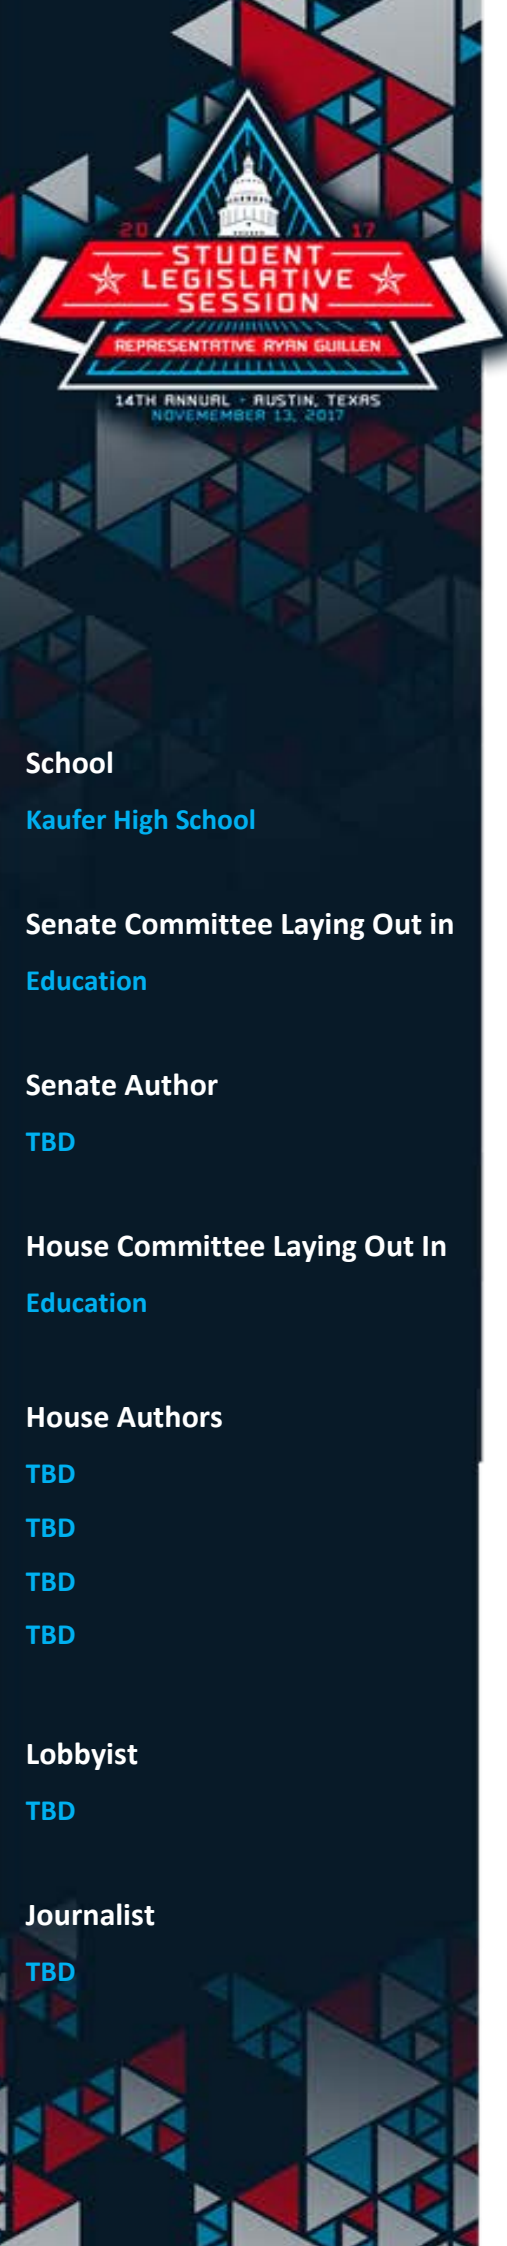 20 17
STUDENT
LEGISLATIVE
SESSION
REPRESENTATIVE RYAN GUILLEN
14TH ANNUAL - AUSTIN, TEXAS
NOVEMEMBER 13, 2017
School
Kaufer High School
Senate Committee Laying Out in
Education
Senate Author
TBD
House Committee Laying Out In
Education
House Authors
TBD
TBD
TBD
TBD
Lobbyist
TBD
Journalist
TBD